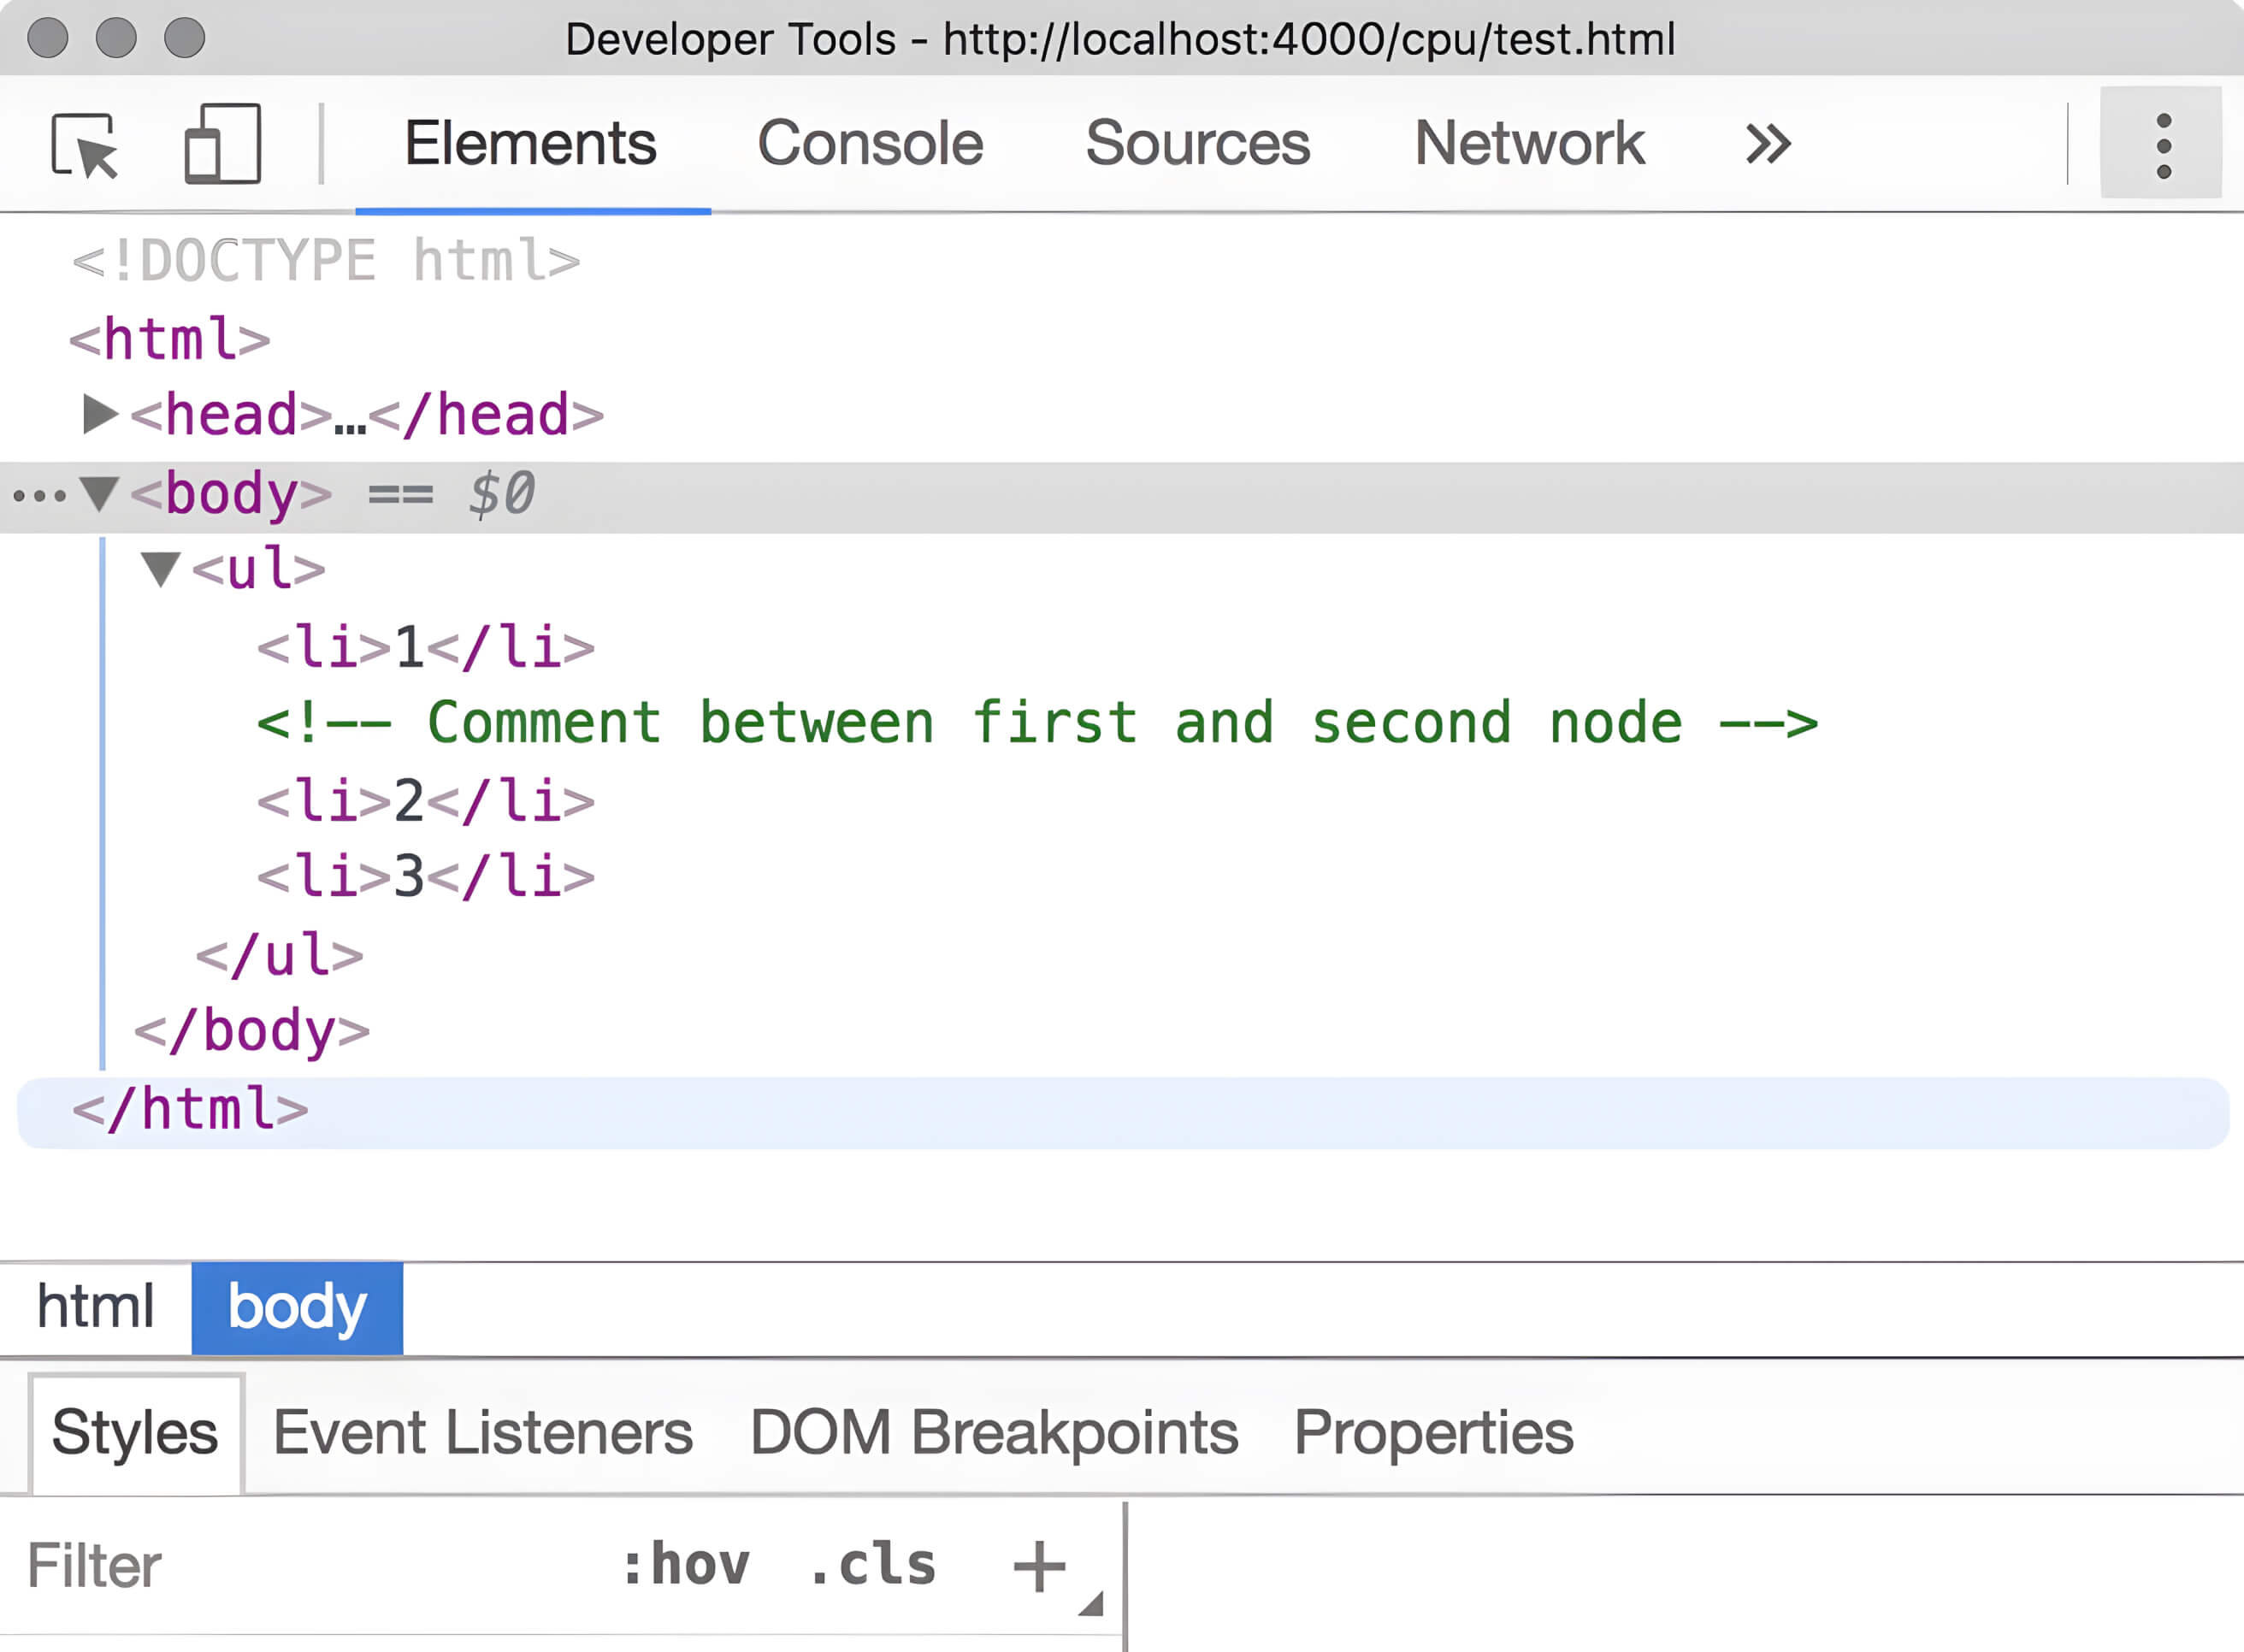 Developer Tools - http://localhost:4000/cpu/test.html
Elements Console Sources Network »
<!DOCTYPE html>
<html>
<head>…</head>
<body> == $0
<ul>
<li>1</li>
<!-- Comment between first and second node -->
<li>2</li>
<li>3</li>
</ul>
</body>
</html>
html body
Styles Event Listeners DOM Breakpoints Properties
Filter :hov .cls +